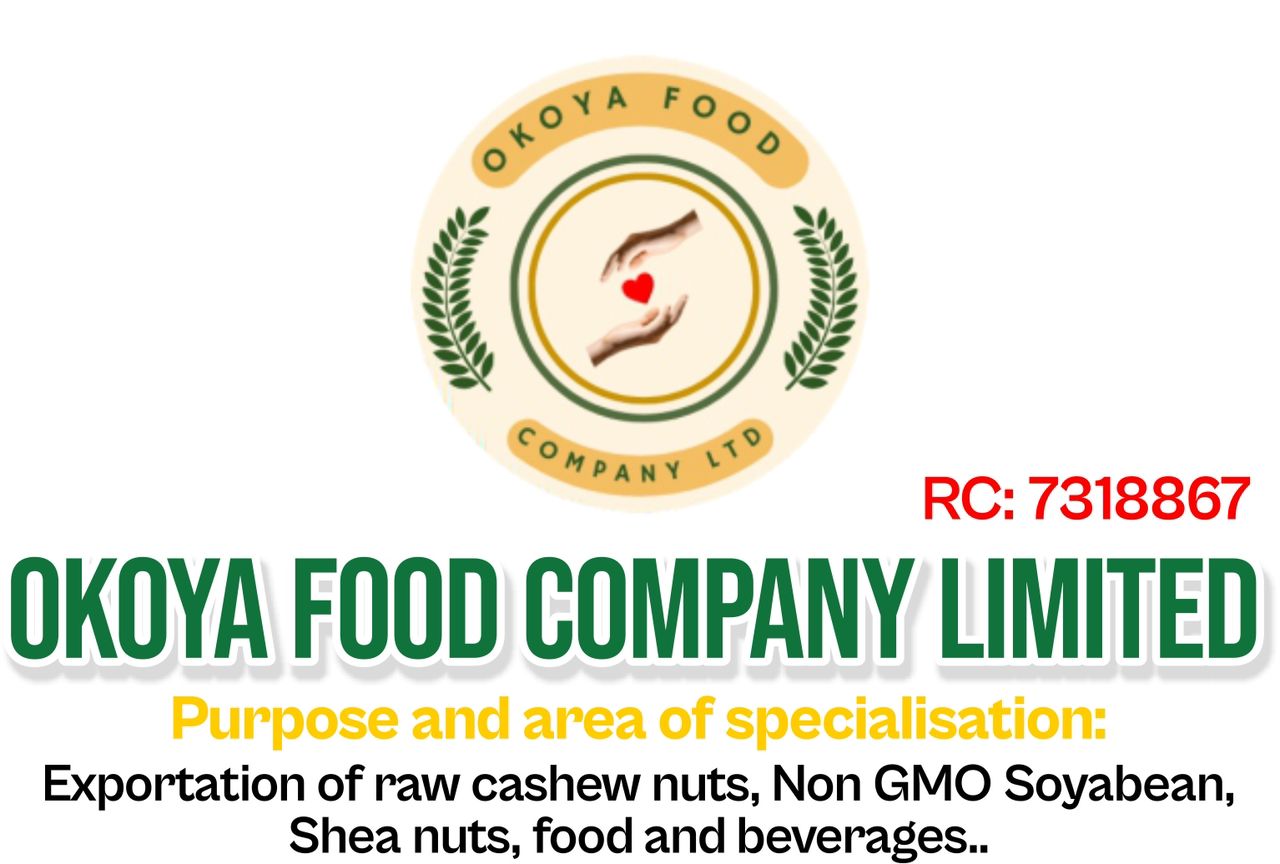 OKOYA FOOD
COMPANY LTD
RC: 7318867
OKOYA FOOD COMPANY LIMITED
Purpose and area of specialisation:
Exportation of raw cashew nuts, Non GMO Soyabean,
Shea nuts, food and beverages..